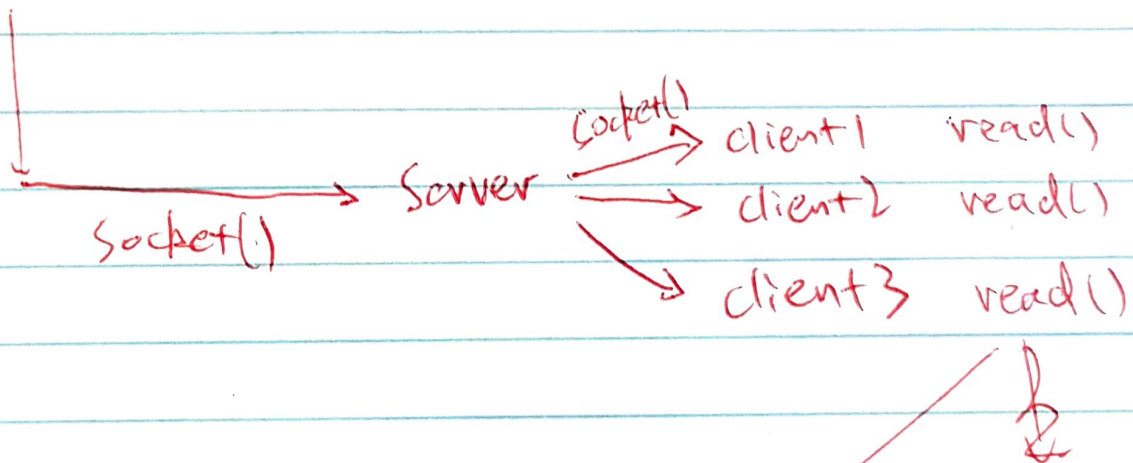 socket() client1 read()
Server client2 read()
Socket()
client3 read()